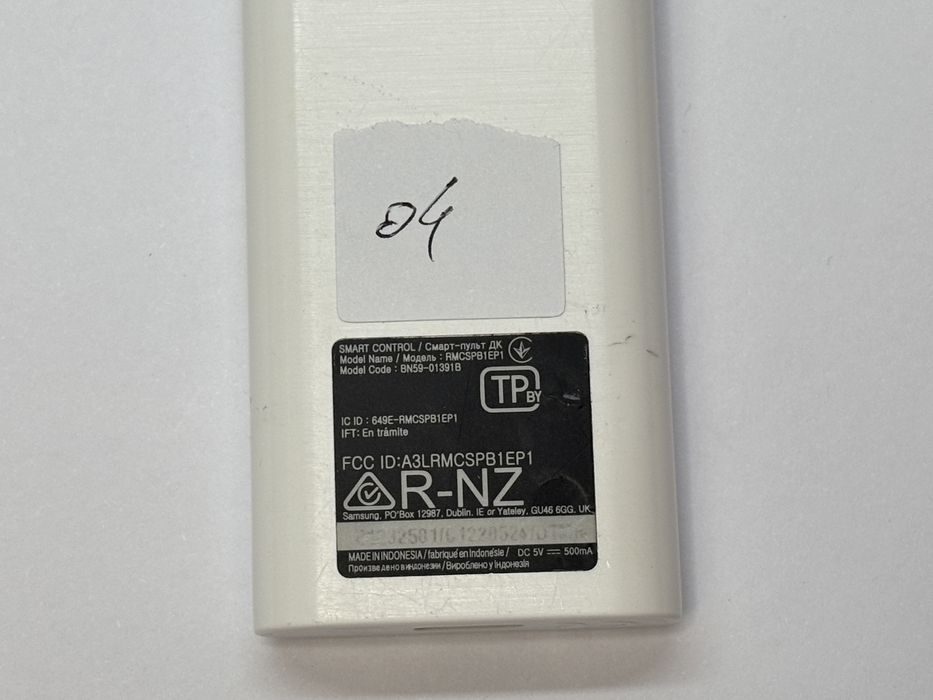 04
SMART CONTROL / Смарт-пульт ДК
Model Name / Модель : RMCSPB1EP1
Model Code : BN59-01391B
TP BY
IC ID : 649E-RMCSPB1EP1
IFT: En trámite
FCC ID:A3LRMCSPB1EP1
R-NZ
Samsung, PO Box 12987, Dublin. IE or Yateley, GU46 6GG. UK
MADE IN INDONESIA / fabriqué en Indonésie / DC 5V ⎓ 500mA
Произведено в индонезии / Вироблено у Індонезія